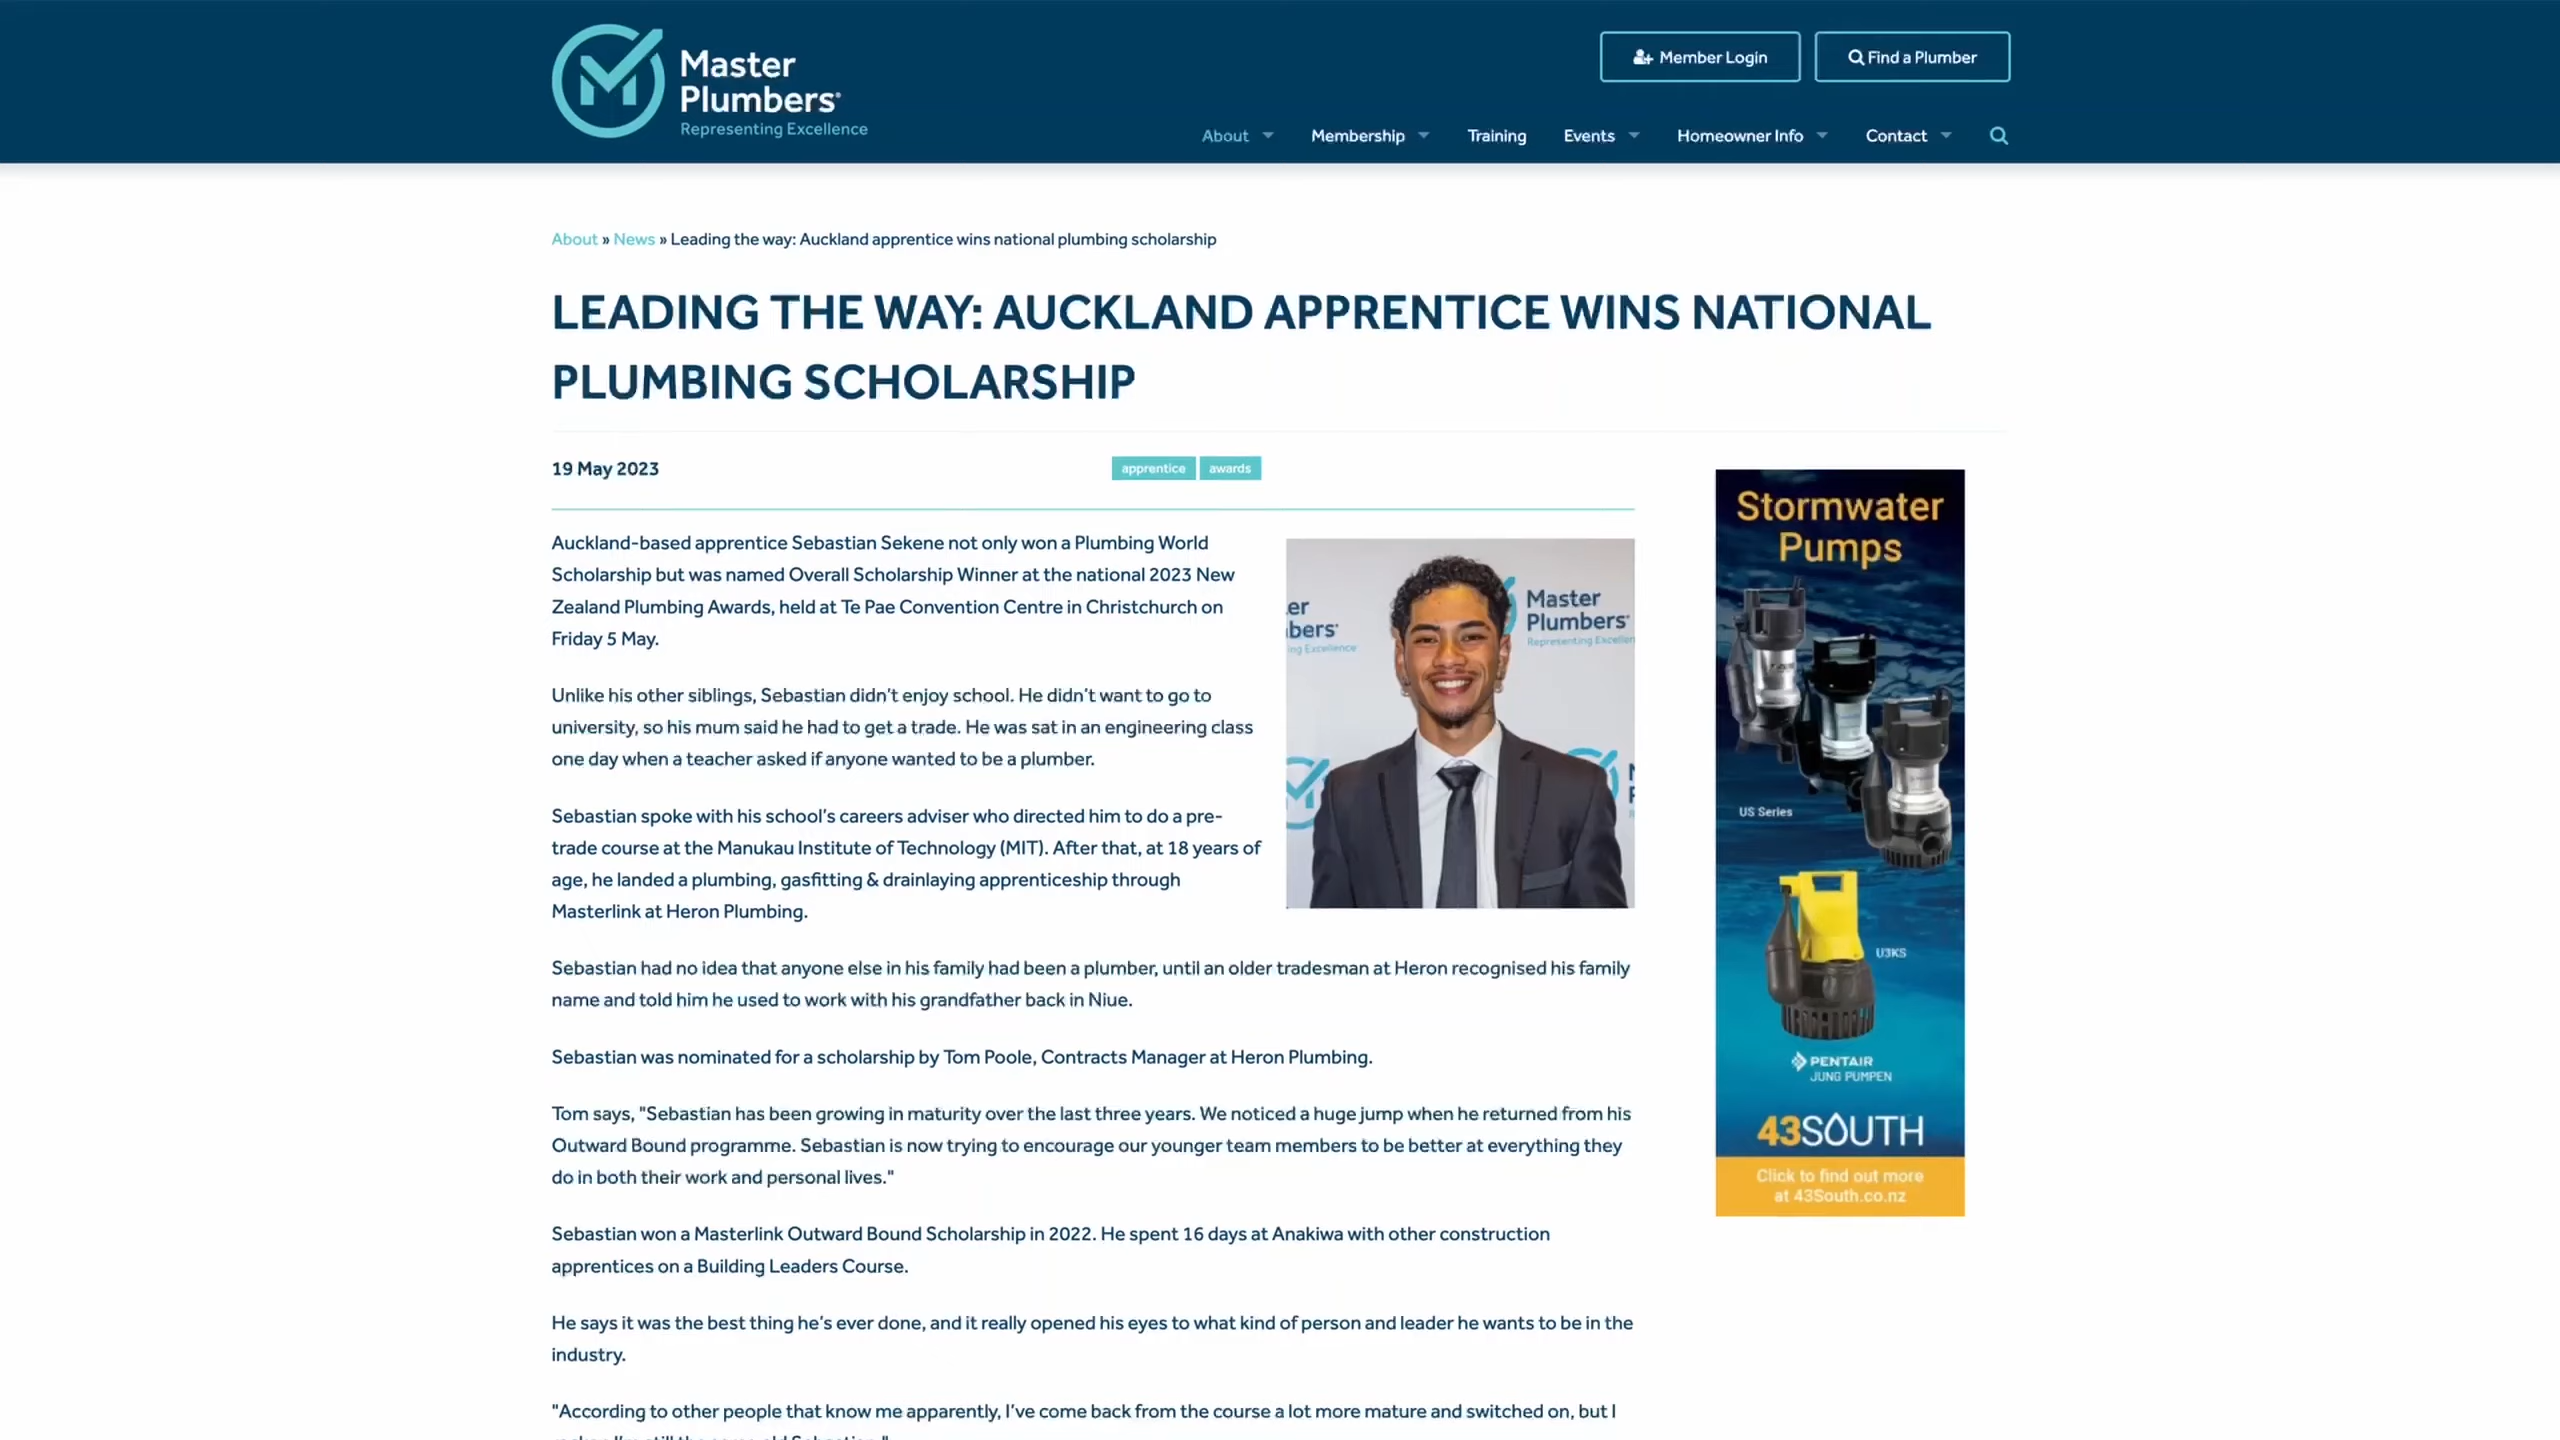 Master
Plumbers
Representing Excellence
Member Login
Find a Plumber
About
Membership
Training
Events
Homeowner Info
Contact
About » News » Leading the way: Auckland apprentice wins national plumbing scholarship
LEADING THE WAY: AUCKLAND APPRENTICE WINS NATIONAL
PLUMBING SCHOLARSHIP
19 May 2023
apprentice
awards
Auckland-based apprentice Sebastian Sekene not only won a Plumbing World
Scholarship but was named Overall Scholarship Winner at the national 2023 New
Zealand Plumbing Awards, held at Te Pae Convention Centre in Christchurch on
Friday 5 May.
Unlike his other siblings, Sebastian didn't enjoy school. He didn't want to go to
university, so his mum said he had to get a trade. He was sat in an engineering class
one day when a teacher asked if anyone wanted to be a plumber.
Sebastian spoke with his school's careers adviser who directed him to do a pre-
trade course at the Manukau Institute of Technology (MIT). After that, at 18 years of
age, he landed a plumbing, gasfitting & drainlaying apprenticeship through
Masterlink at Heron Plumbing.
er
bers
ing Excellence
Master
Plumbers
Representing Excellen
Sebastian had no idea that anyone else in his family had been a plumber, until an older tradesman at Heron recognised his family
name and told him he used to work with his grandfather back in Niue.
Sebastian was nominated for a scholarship by Tom Poole, Contracts Manager at Heron Plumbing.
Tom says, "Sebastian has been growing in maturity over the last three years. We noticed a huge jump when he returned from his
Outward Bound programme. Sebastian is now trying to encourage our younger team members to be better at everything they
do in both their work and personal lives."
Sebastian won a Masterlink Outward Bound Scholarship in 2022. He spent 16 days at Anakiwa with other construction
apprentices on a Building Leaders Course.
He says it was the best thing he's ever done, and it really opened his eyes to what kind of person and leader he wants to be in the
industry.
"According to other people that know me apparently, I've come back from the course a lot more mature and switched on, but I
Stormwater
Pumps
US Series
U3KS
PENTAIR
JUNG PUMPEN
43SOUTH
Click to find out more
at 43South.co.nz